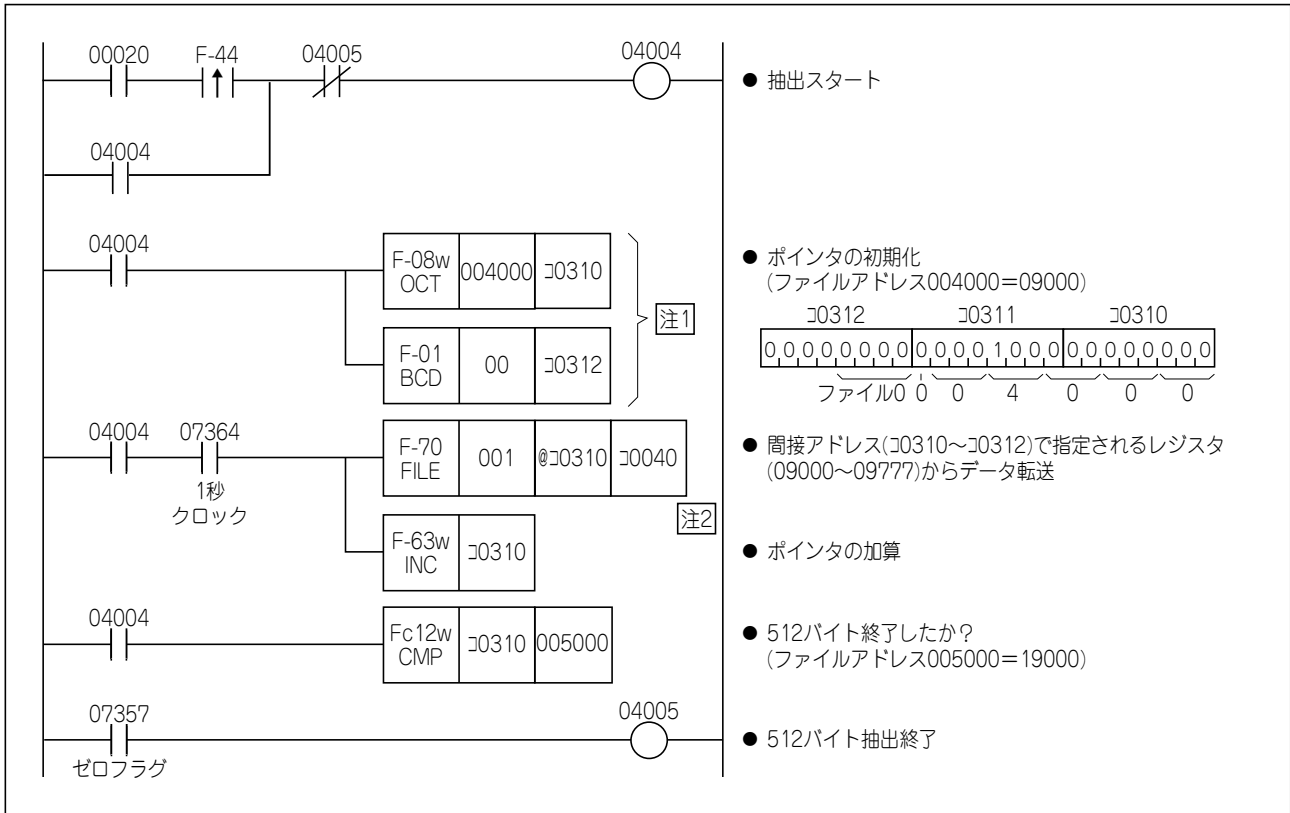 00020 F-44 04005 04004
● 抽出スタート
04004
04004
F-08w OCT 004000 コ0310
注1
F-01 BCD 00 コ0312
● ポインタの初期化
(ファイルアドレス004000=09000)
コ0312 コ0311 コ0310
0 0 0 0 0 0 0 0 0 0 0 0 1 0 0 0 0 0 0 0 0 0 0 0
ファイル0 0 0 4 0 0 0
04004 07364
1秒
クロック
F-70 FILE 001 @コ0310 コ0040
注2
● 間接アドレス(コ0310~コ0312)で指定されるレジスタ
(09000~09777)からデータ転送
F-63w INC コ0310
● ポインタの加算
04004
Fc12w CMP コ0310 005000
● 512バイト終了したか?
(ファイルアドレス005000=19000)
07357 04005
ゼロフラグ
● 512バイト抽出終了